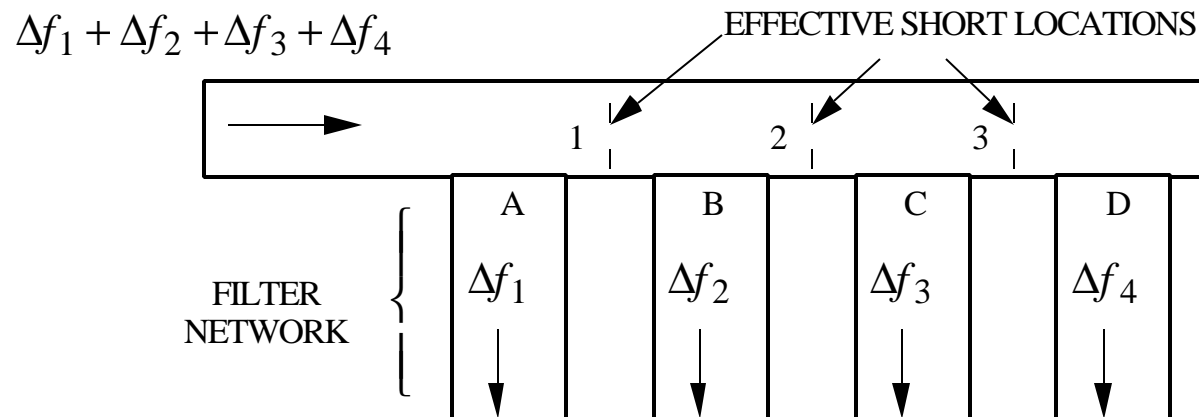 Δf1 + Δf2 + Δf3 + Δf4
EFFECTIVE SHORT LOCATIONS
1 2 3
A B C D
Δf1 Δf2 Δf3 Δf4
FILTER
NETWORK